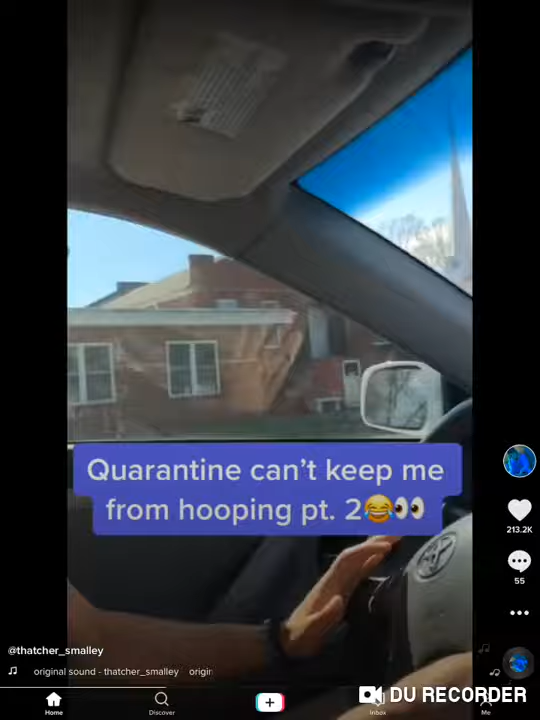 Quarantine can't keep me
from hooping pt. 2😂👀
213.2K
55
@thatcher_smalley
original sound - thatcher_smalley origin
Home
Discover
Inbox
Me
DU RECORDER